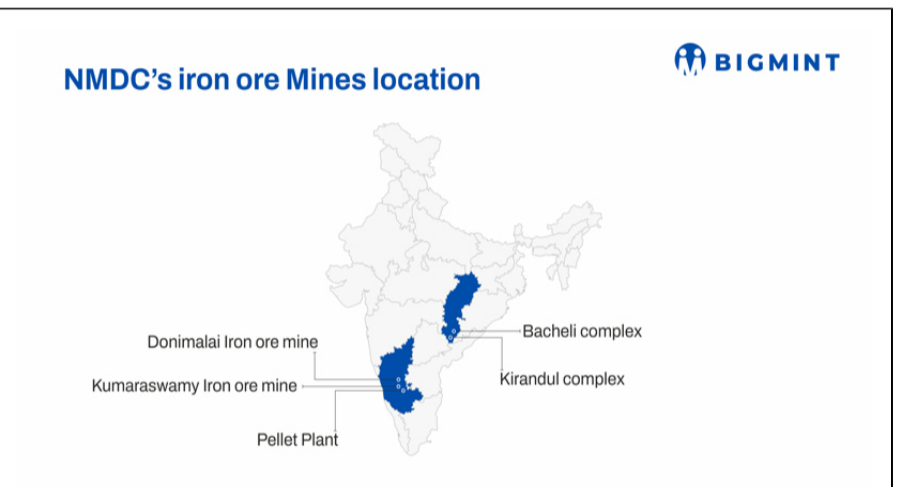 NMDC's iron ore Mines location
BIGMINT
Donimalai Iron ore mine
Kumaraswamy Iron ore mine
Pellet Plant
Bacheli complex
Kirandul complex